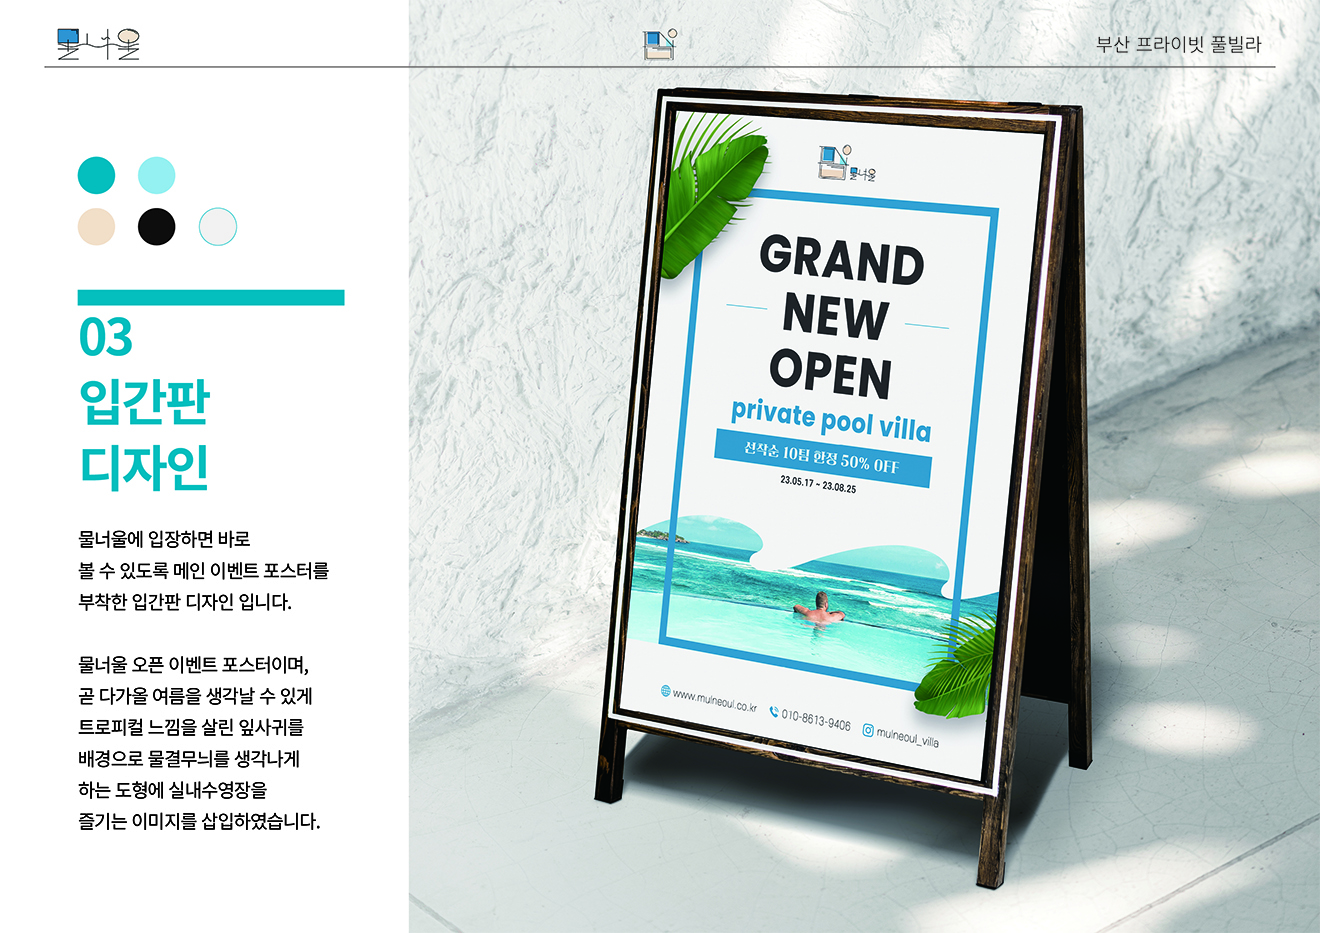 물너울
부산 프라이빗 풀빌라
03
입간판
디자인
물너울에 입장하면 바로
볼 수 있도록 메인 이벤트 포스터를
부착한 입간판 디자인 입니다.
물너울 오픈 이벤트 포스터이며,
곧 다가올 여름을 생각날 수 있게
트로피컬 느낌을 살린 잎사귀를
배경으로 물결무늬를 생각나게
하는 도형에 실내수영장을
즐기는 이미지를 삽입하였습니다.
물너울
GRAND
NEW
OPEN
private pool villa
선착순 10팀 한정 50% OFF
23.05.17 ~ 23.08.25
www.mulneoul.co.kr 010-8613-9406 mulneoul_villa